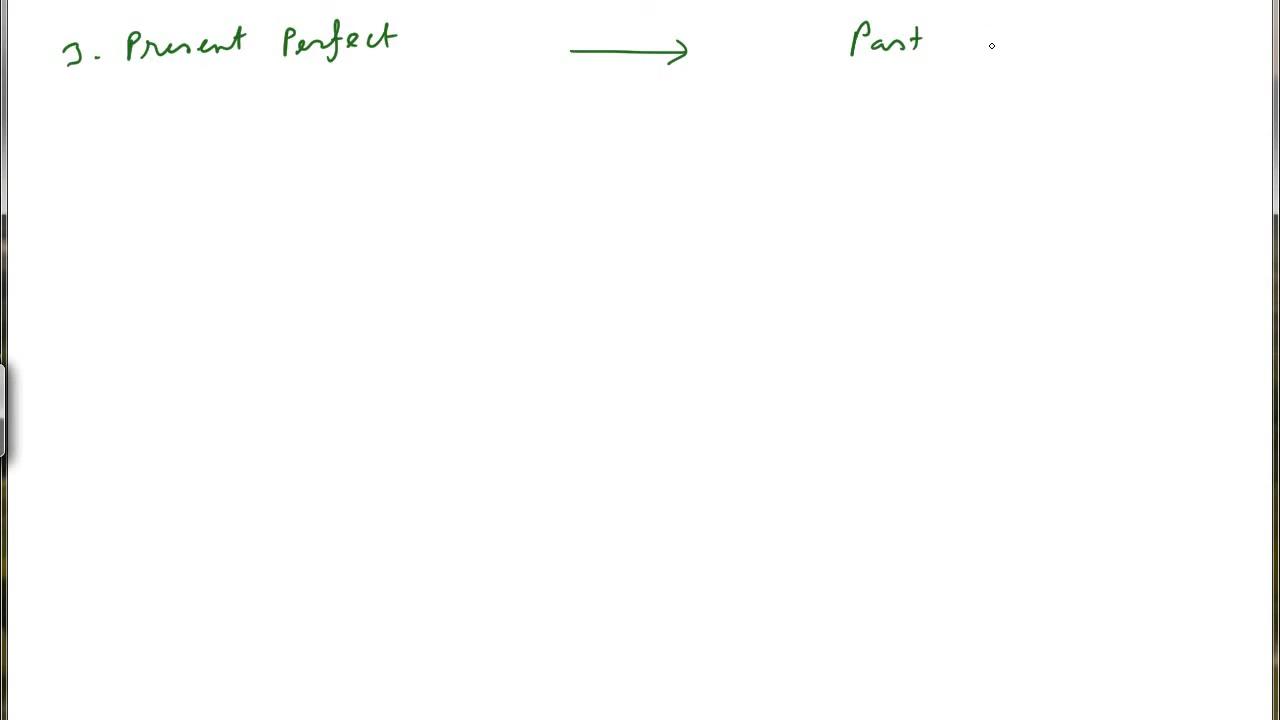 3. Present Perfect → Past